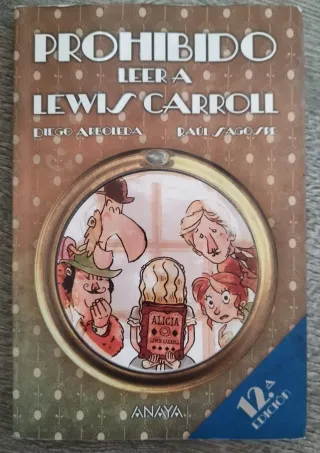 PROHIBIDO
LEER A
LEWIS CARROLL
DIEGO ARBOLEDA RAÚL SAGOSPE
ALICIA
LEWIS CARROLL
12.ª
EDICIÓN
ANAYA